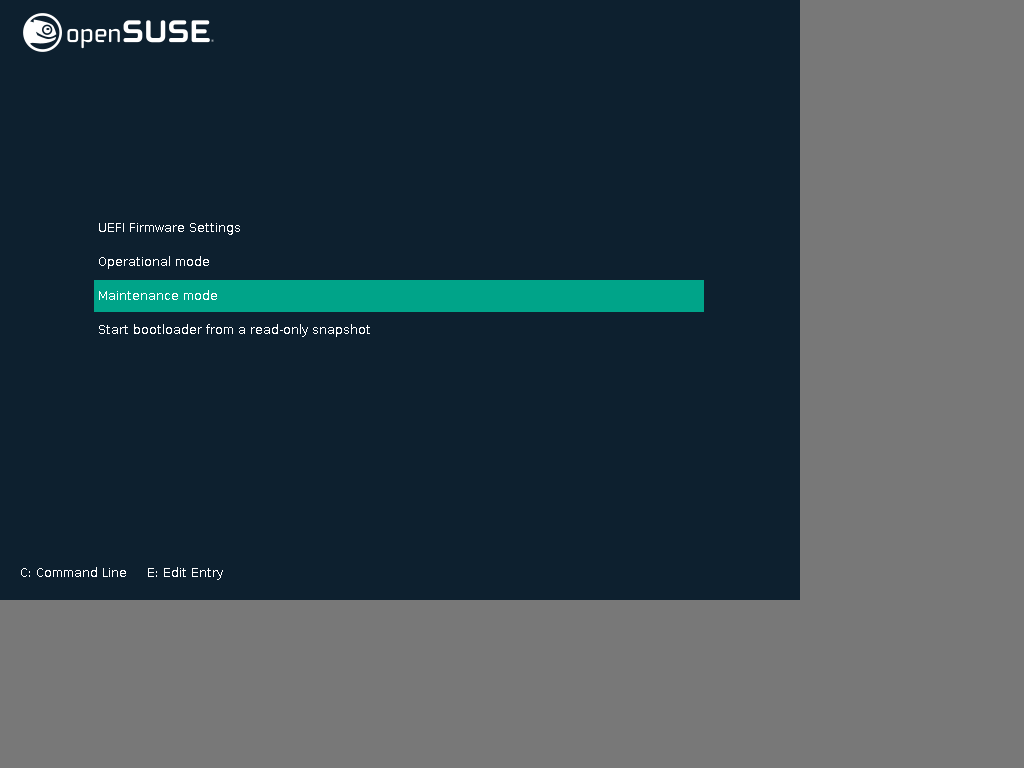 openSUSE.
UEFI Firmware Settings
Operational mode
Maintenance mode
Start bootloader from a read-only snapshot
C: Command Line E: Edit Entry